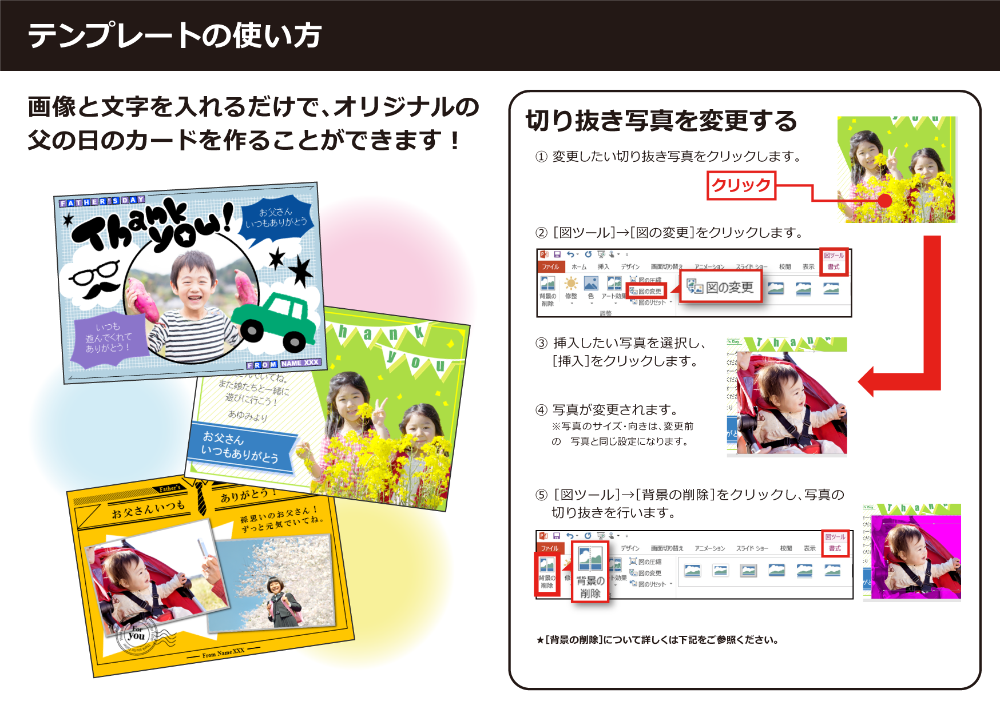 テンプレートの使い方
画像と文字を入れるだけで、オリジナルの
父の日のカードを作ることができます！
FATHER'S DAY
Thank
you!
お父さん
いつもありがとう
いつも
遊んでくれて
ありがとう！
FROM NAME XXX
hank
you
また娘たちと一緒に
遊びに行こう！
あゆみより
お父さん
いつもありがとう
Father's
お父さんいつも
ありがとう！
孫思いのお父さん！
ずっと元気でいてね。
For
you
From Name XXX
切り抜き写真を変更する
① 変更したい切り抜き写真をクリックします。
クリック
② [図ツール]→[図の変更]をクリックします。
図ツール
ファイル ホーム 挿入 デザイン 画面切り替え アニメーション スライド ショー 校閲 表示 書式
背景の
削除
修整 色 アート効果
図の圧縮
図の変更
図のリセット
図の変更
調整
③ 挿入したい写真を選択し、
[挿入]をクリックします。
Than
④ 写真が変更されます。
※写真のサイズ・向きは、変更前
の　写真と同じ設定になります。
⑤ [図ツール]→[背景の削除]をクリックし、写真の
切り抜きを行います。
図ツール
ファイル デザイン 画面切り替え アニメーション スライド ショー 校閲 表示 書式
背景の
削除
背景の
削除
図の圧縮
図の変更
図のリセット
Than
★[背景の削除]について詳しくは下記をご参照ください。